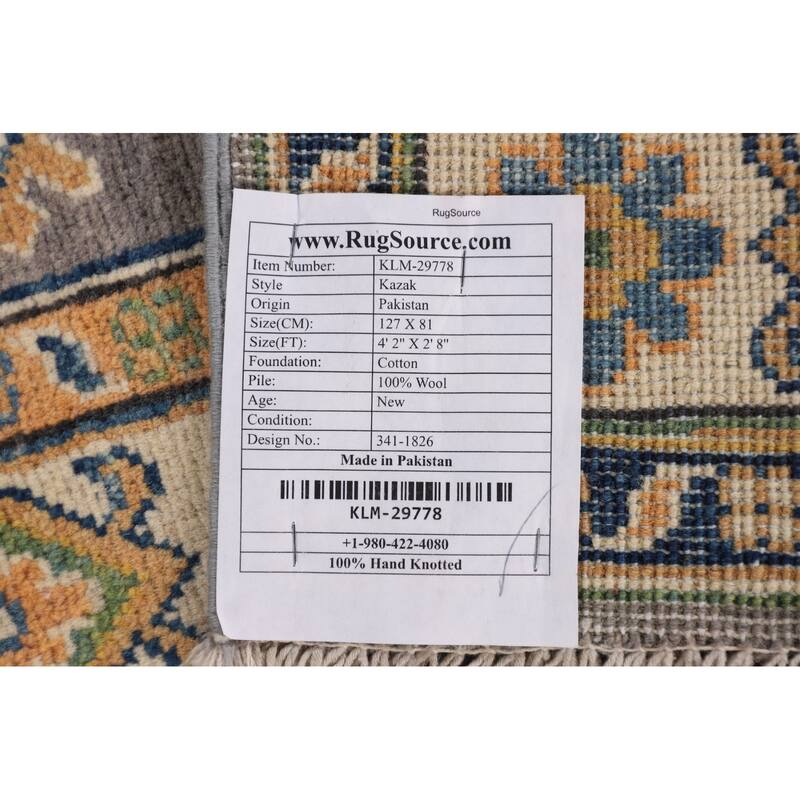 RugSource
www.RugSource.com
Item Number: KLM-29778
Style Kazak
Origin Pakistan
Size(CM): 127 X 81
Size(FT): 4' 2" X 2' 8"
Foundation: Cotton
Pile: 100% Wool
Age: New
Condition:
Design No.: 341-1826
Made in Pakistan
KLM-29778
+1-980-422-4080
100% Hand Knotted